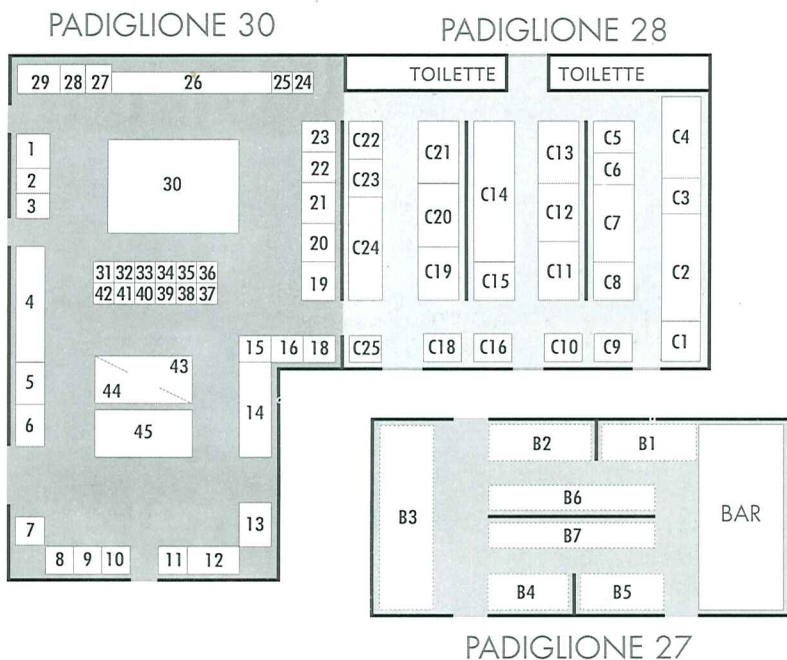 PADIGLIONE 30
PADIGLIONE 28
29 28 27 26 25 24
TOILETTE TOILETTE
1
2
3
30
23
22
21
20
19
C22
C23
C24
C21
C20
C19
C14
C15
C13
C12
C11
C5
C6
C7
C8
C4
C3
C2
C1
31 32 33 34 35 36
42 41 40 39 38 37
4
5
6
15 16 18 C25 C18 C16 C10 C9
43
44
45
14
13
7
8 9 10 11 12
B2 B1
B3
B6
B7
BAR
B4 B5
PADIGLIONE 27